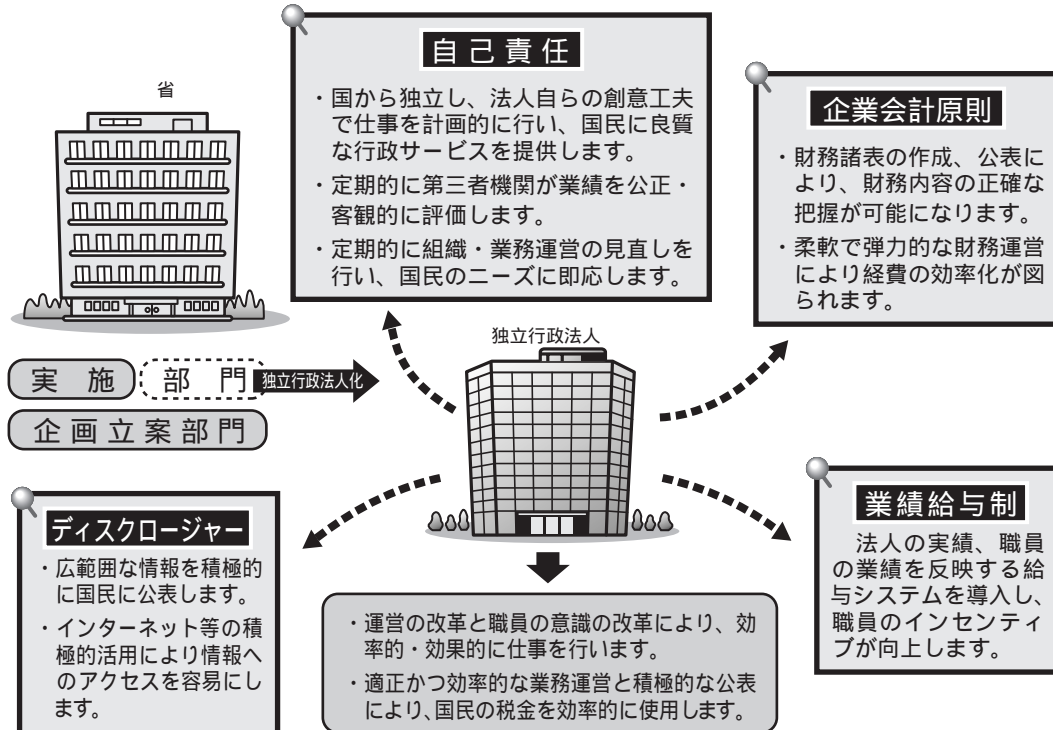 省
実施部門
独立行政法人化
企画立案部門
自己責任
・国から独立し、法人自らの創意工夫
で仕事を計画的に行い、国民に良質
な行政サービスを提供します。
・定期的に第三者機関が業績を公正・
客観的に評価します。
・定期的に組織・業務運営の見直しを
行い、国民のニーズに即応します。
企業会計原則
・財務諸表の作成、公表によ
より、財務内容の正確な
把握が可能になります。
・柔軟で弾力的な財務運営
により経費の効率化が図
られます。
独立行政法人
ディスクロージャー
・広範囲な情報を積極的
に国民に公表します。
・インターネット等の積
極的活用により情報へ
のアクセスを容易にし
ます。
・運営の改革と職員の意識の改革により、効
率的・効果的に仕事を行います。
・適正かつ効率的な業務運営と積極的な公表
により、国民の税金を効率的に使用します。
業績給与制
法人の実績、職員
の業績を反映する給
与システムを導入し、
職員のインセンティ
ブが向上します。